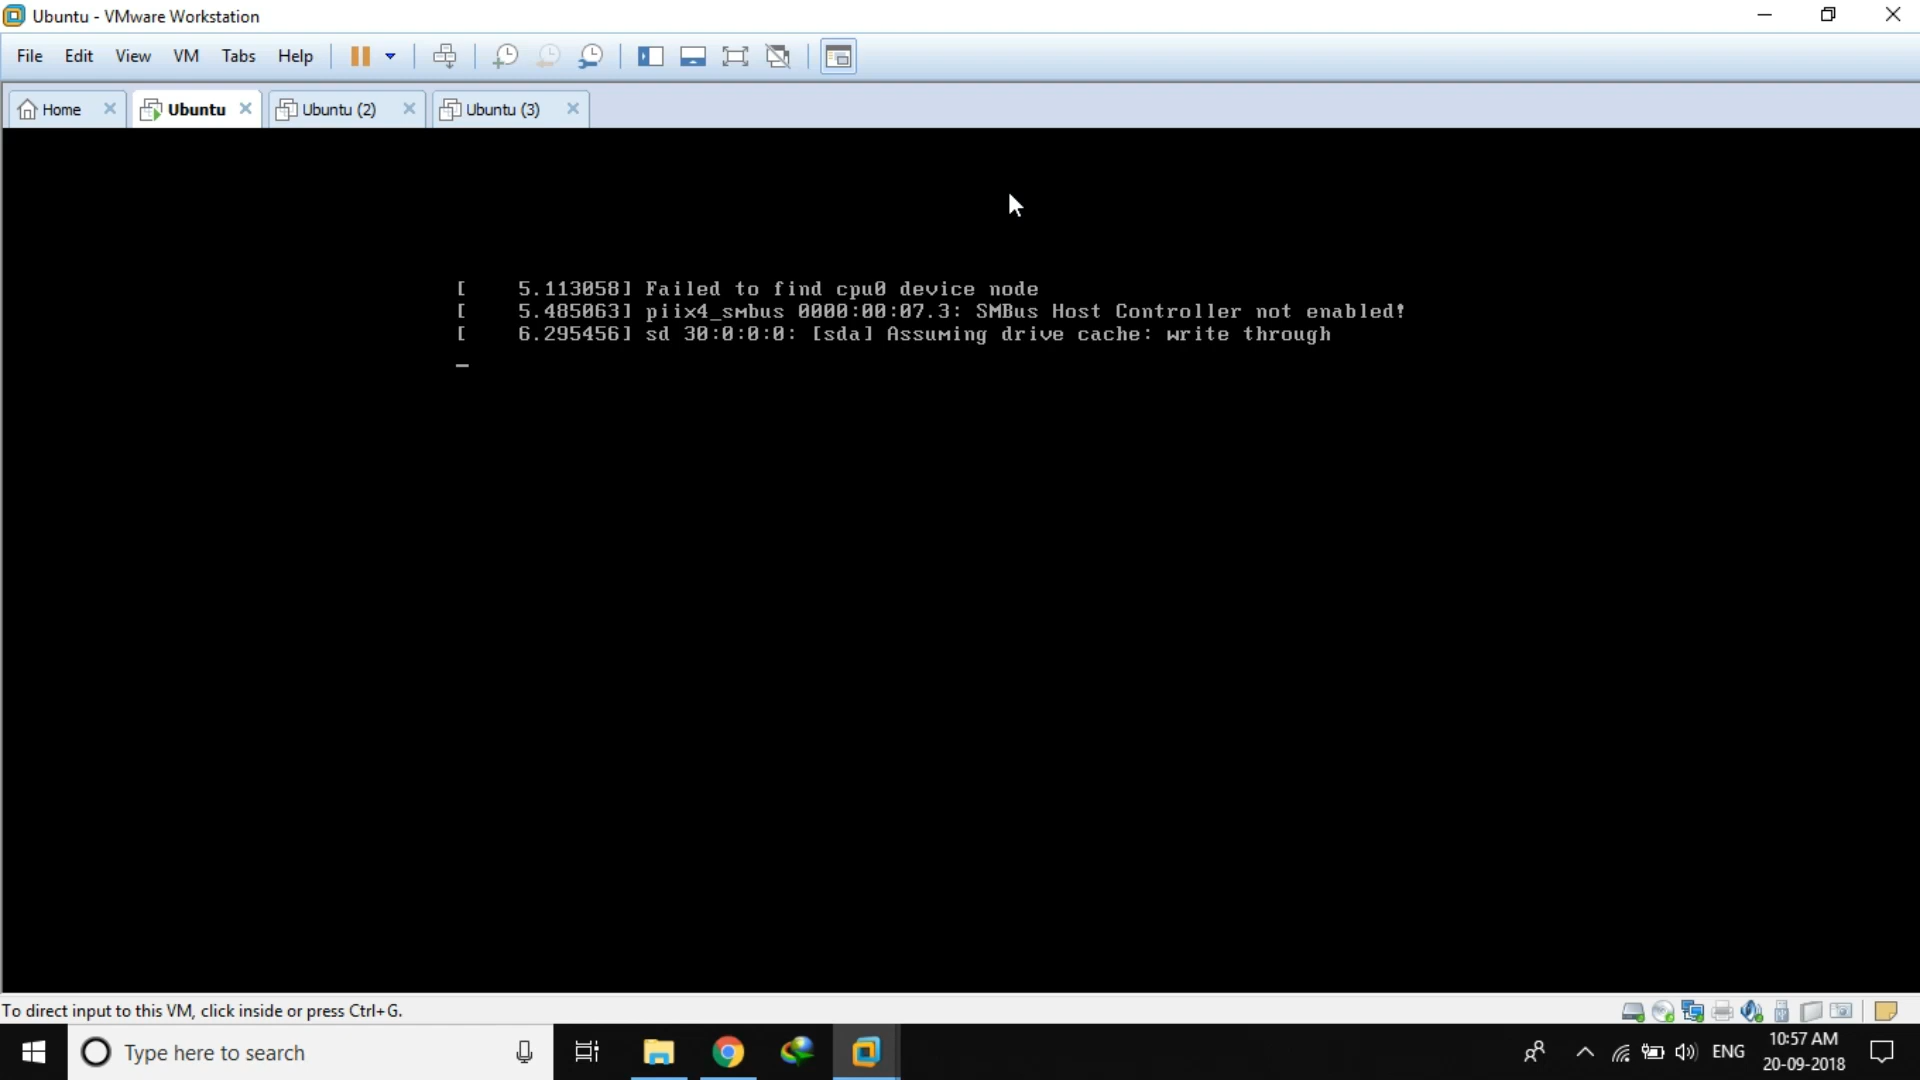 Ubuntu - VMware Workstation
File Edit View VM Tabs Help
Home Ubuntu Ubuntu (2) Ubuntu (3)
[    5.113058] Failed to find cpu0 device node
[    5.485063] piix4_smbus 0000:00:07.3: SMBus Host Controller not enabled!
[    6.295456] sd 30:0:0:0: [sda] Assuming drive cache: write through
To direct input to this VM, click inside or press Ctrl+G.
Type here to search
ENG
10:57 AM
20-09-2018